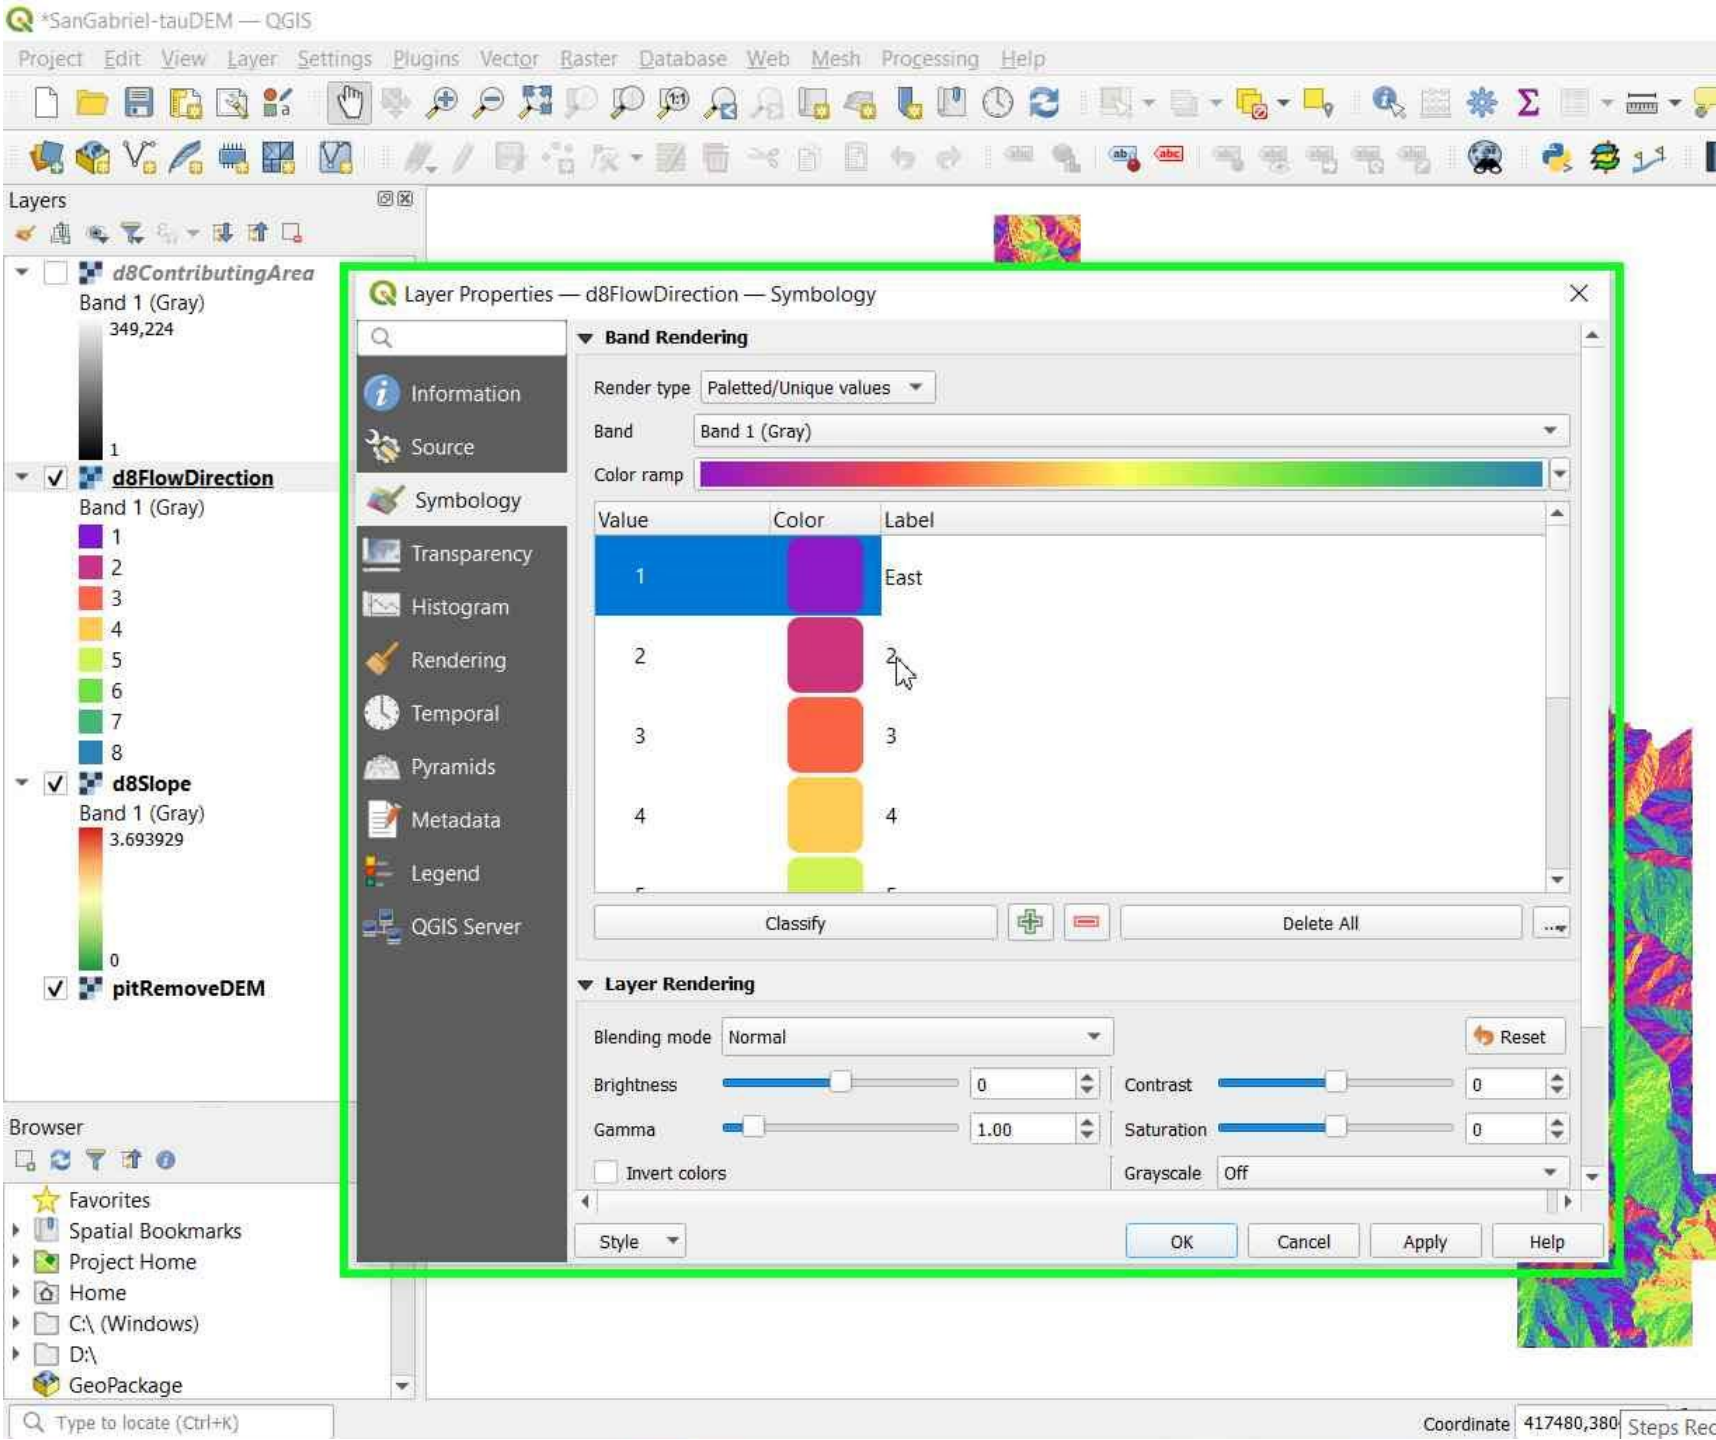 *SanGabriel-tauDEM — QGIS
Project Edit View Layer Settings Plugins Vector Raster Database Web Mesh Processing Help
1:1
abc abc
Layers
d8ContributingArea
Band 1 (Gray)
349,224
1
d8FlowDirection
Band 1 (Gray)
1
2
3
4
5
6
7
8
d8Slope
Band 1 (Gray)
3.693929
0
pitRemoveDEM
Browser
Favorites
Spatial Bookmarks
Project Home
Home
C:\ (Windows)
D:\
GeoPackage
Type to locate (Ctrl+K)
Layer Properties — d8FlowDirection — Symbology
Information
Source
Symbology
Transparency
Histogram
Rendering
Temporal
Pyramids
Metadata
Legend
QGIS Server
Band Rendering
Render type Paletted/Unique values
Band Band 1 (Gray)
Color ramp
Value Color Label
1 East
2 2
3 3
4 4
Classify Delete All ...
Layer Rendering
Blending mode Normal Reset
Brightness 0 Contrast 0
Gamma 1.00 Saturation 0
Invert colors Grayscale Off
Style OK Cancel Apply Help
Coordinate 417480,380
Steps Rec